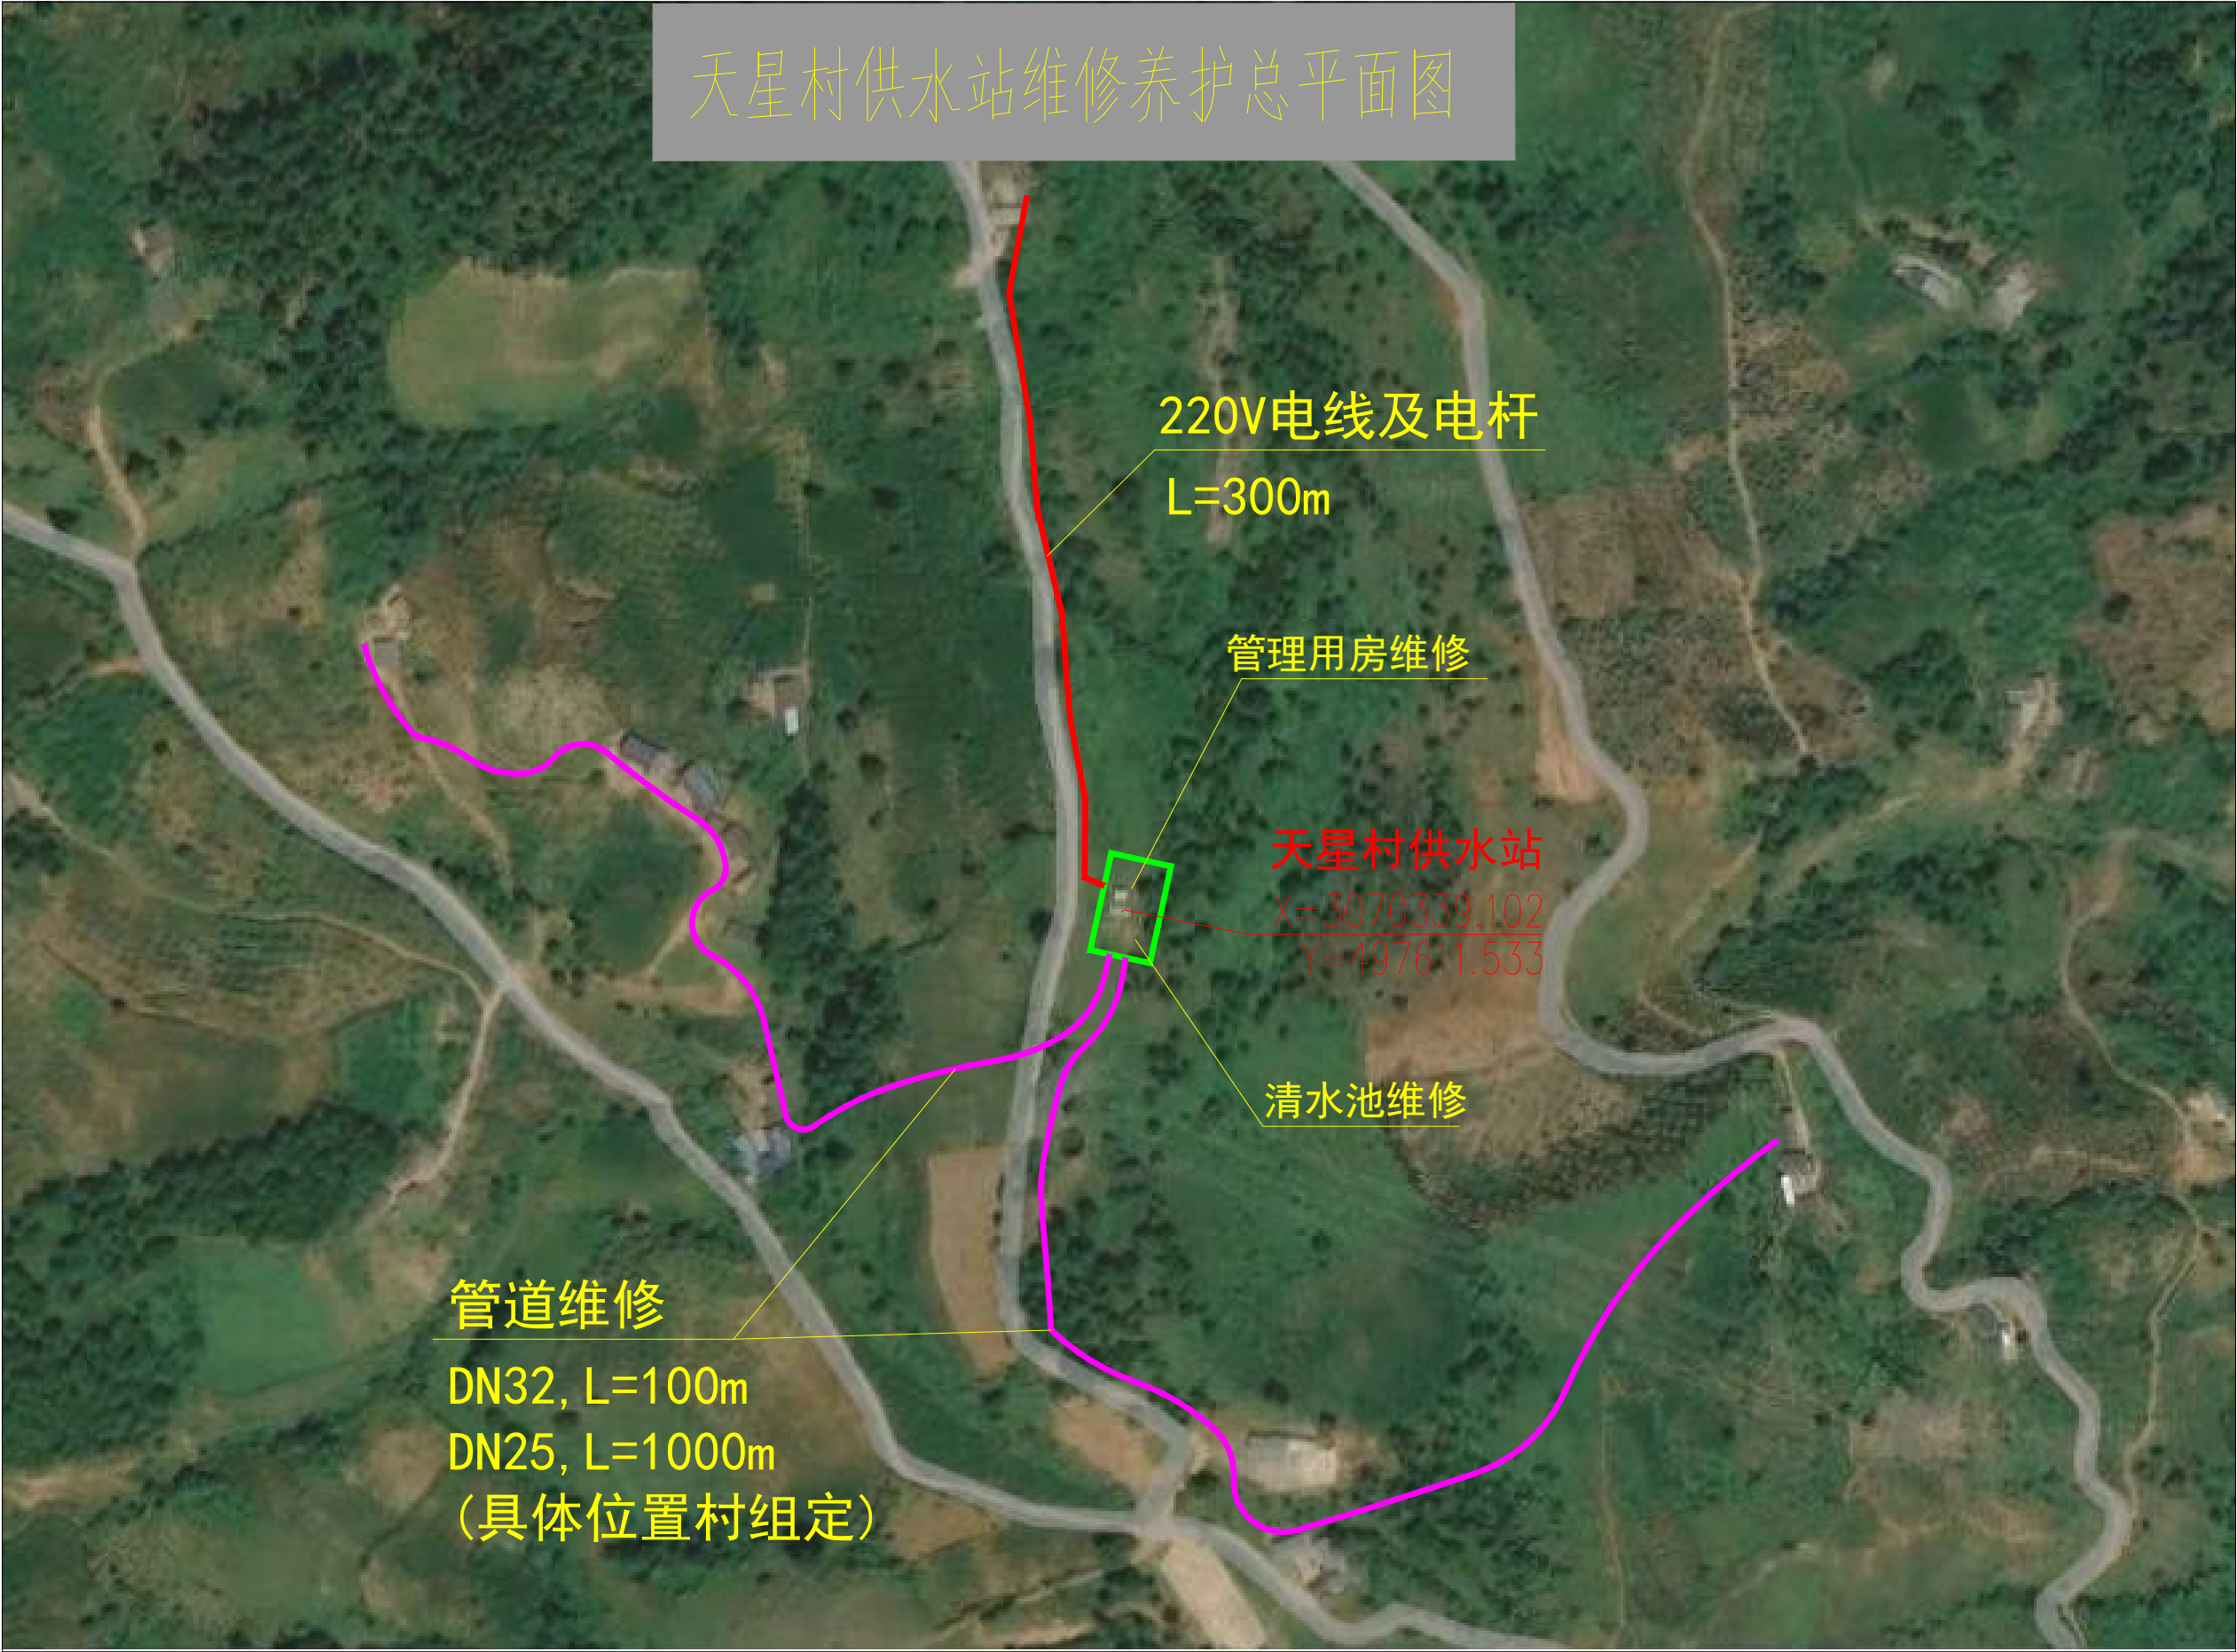 天星村供水站维修养护总平面图
220V电线及电杆
L=300m
管理用房维修
天星村供水站
X=3070339.102
Y=497611.533
清水池维修
管道维修
DN32,L=100m
DN25,L=1000m
(具体位置村组定)